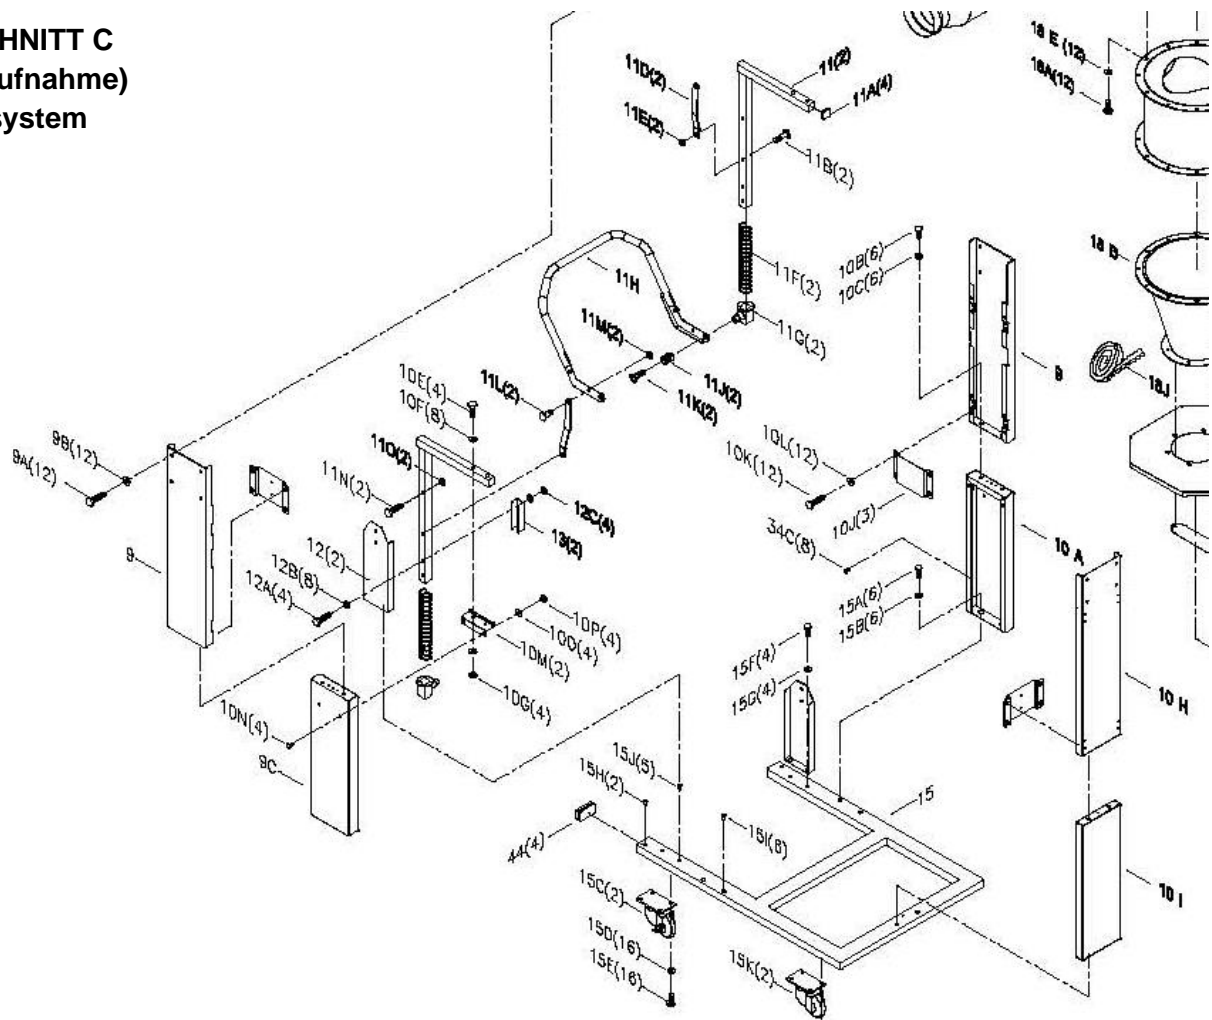 HNITT C
ufnahme)
system
11D(2)
11(2)
11A(4)
11E(2)
11B(2)
18 E (12)
18A(12)
18 D
10B(6)
10C(6)
11F(2)
11H
11G(2)
11M(2)
11J(2)
11K(2)
10E(4)
10F(8)
11L(2)
9
18J
9B(12)
9A(12)
11O(2)
11N(2)
10L(12)
10K(12)
10J(3)
12C(4)
13(2)
9
12(2)
12B(8)
12A(4)
34C(8)
10 A
15A(6)
15B(6)
10P(4)
10O(4)
10M(2)
10G(4)
15F(4)
15G(4)
10N(4)
9C
10 H
15J(5)
15H(2)
15
44(4)
15I(8)
15C(2)
15D(16)
15E(16)
15K(2)
10 I